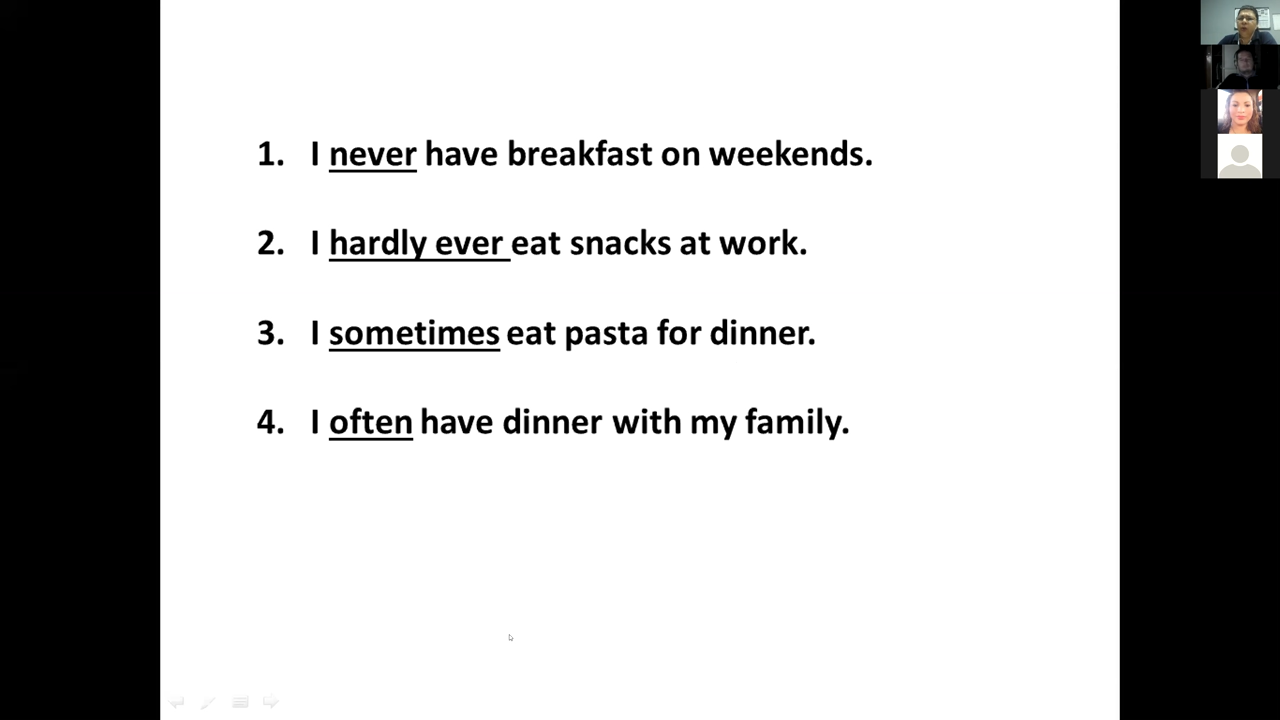 1. I never have breakfast on weekends.
2. I hardly ever eat snacks at work.
3. I sometimes eat pasta for dinner.
4. I often have dinner with my family.